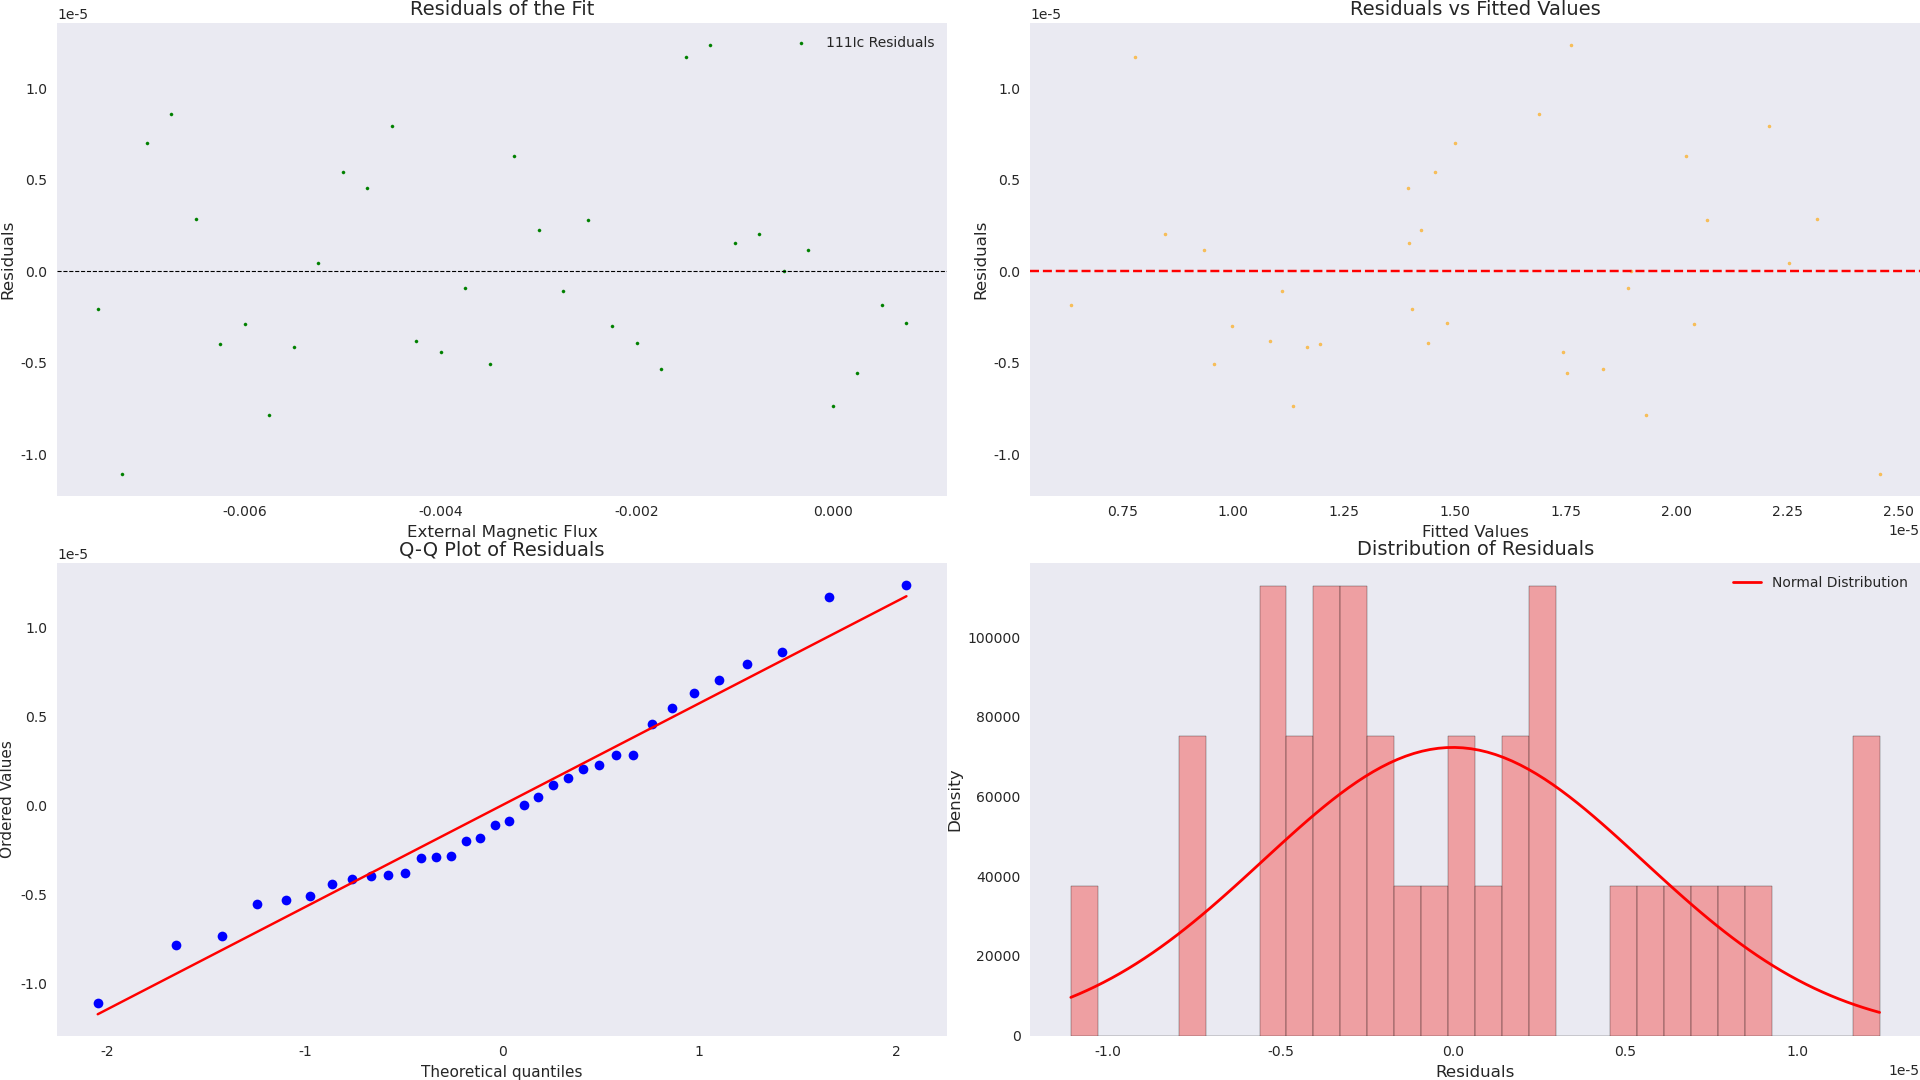 Residuals of the Fit
1e-5
111Ic Residuals
1.0
0.5
0.0
-0.5
-1.0
Residuals
-0.006
-0.004
-0.002
0.000
External Magnetic Flux
Residuals vs Fitted Values
1e-5
1.0
0.5
0.0
-0.5
-1.0
Residuals
0.75
1.00
1.25
1.50
1.75
2.00
2.25
2.50
1e-5
Fitted Values
Q-Q Plot of Residuals
1e-5
1.0
0.5
0.0
-0.5
-1.0
Ordered Values
-2
-1
0
1
2
Theoretical quantiles
Distribution of Residuals
Normal Distribution
100000
80000
60000
40000
20000
0
Density
-1.0
-0.5
0.0
0.5
1.0
1e-5
Residuals